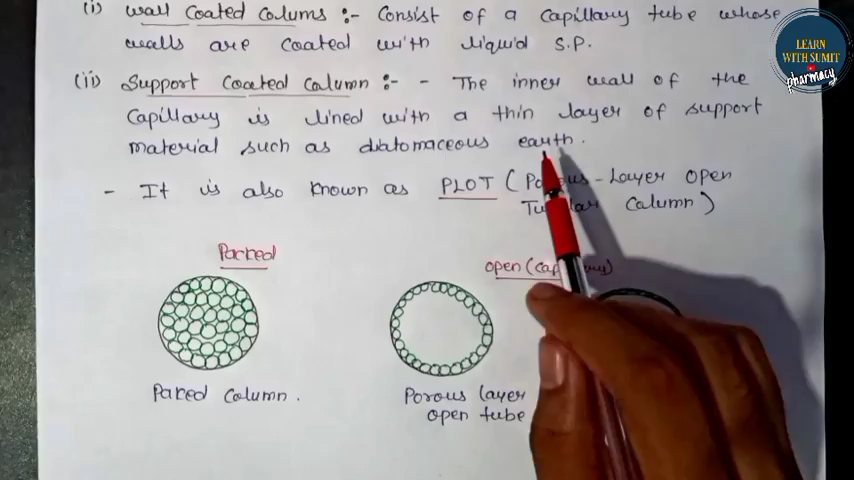 (i) Wall Coated Colums :- Consist of a capillary tube whose
walls are coated with liquid S.P.
(ii) Support Coated Column :- - The inner wall of the
capillary is lined with a thin layer of support
material such as diatomaceous earth.
- It is also known as PLOT (Porous-Layer Open
Tubular Column)
Packed
open (capillary)
Paked Column.
Porous layer
open tube
LEARN
WITH SUMIT
pharmacy